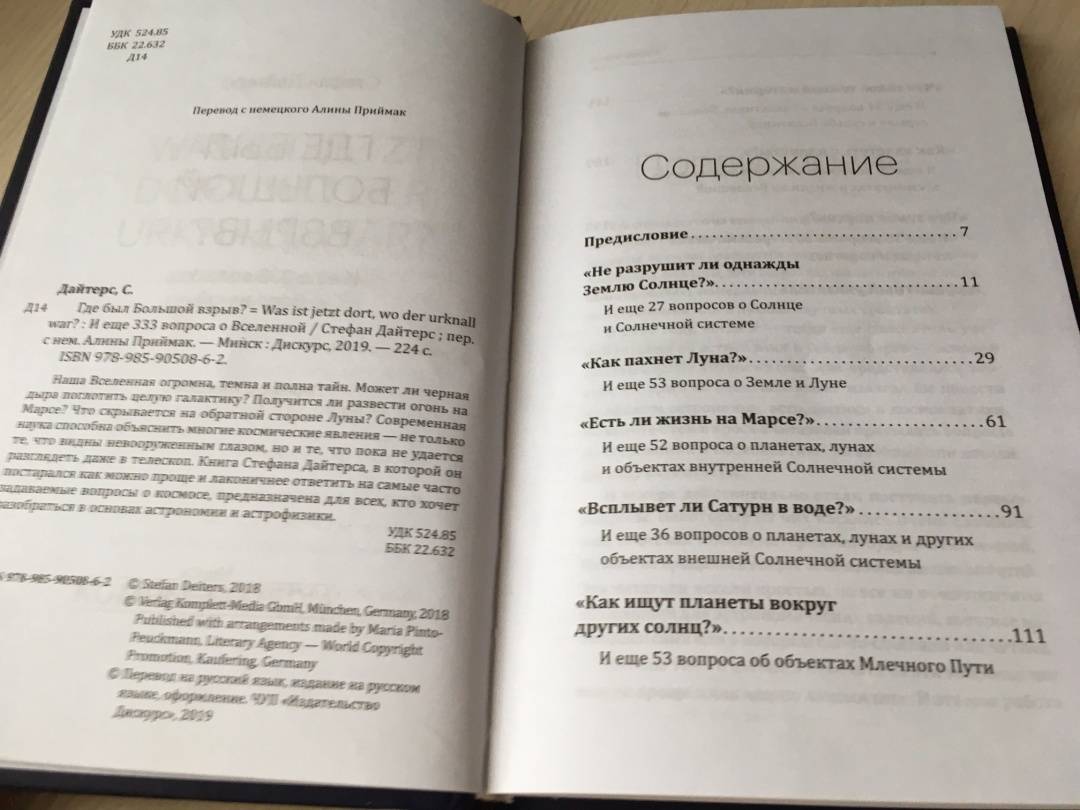 УДК 524.85
ББК 22.632
Д14
Перевод с немецкого Алины Приймак
Дайтерс, С.
Д14 Где был Большой взрыв? = Was ist jetzt dort, wo der urknall
war? : И еще 333 вопроса о Вселенной / Стефан Дайтерс ; пер.
с нем. Алины Приймак. — Минск : Дискурс, 2019. — 224 с.
ISBN 978-985-90508-6-2.
Наша Вселенная огромна, темна и полна тайн. Может ли черная
дыра поглотить целую галактику? Получится ли развести огонь на
Марсе? Что скрывается на обратной стороне Луны? Современная
наука способна объяснить многие космические явления — не только
те, что видны невооруженным глазом, но и те, что пока не удается
разглядеть даже в телескоп. Книга Стефана Дайтерса, в которой он
постарался как можно проще и лаконичнее ответить на самые часто
задаваемые вопросы о космосе, предназначена для всех, кто хочет
разобраться в основах астрономии и астрофизики.
УДК 524.85
ББК 22.632
978-985-90508-6-2
© Stefan Deiters, 2018
© Verlag Komplett-Media GmbH, München, Germany, 2018
Published with arrangements made by Maria Pinto-
Peuckmann, Literary Agency — World Copyright
Promotion, Kaufering, Germany
© Перевод на русский язык, издание на русском
языке, оформление. ЧУП «Издательство
Дискурс», 2019
Содержание
Предисловие 7
«Не разрушит ли однажды
Землю Солнце?» 11
И еще 27 вопросов о Солнце
и Солнечной системе
«Как пахнет Луна?» 29
И еще 53 вопроса о Земле и Луне
«Есть ли жизнь на Марсе?» 61
И еще 52 вопроса о планетах, лунах
и объектах внутренней Солнечной системы
«Всплывет ли Сатурн в воде?» 91
И еще 36 вопросов о планетах, лунах и других
объектах внешней Солнечной системы
«Как ищут планеты вокруг
других солнц?» 111
И еще 53 вопроса об объектах Млечного Пути